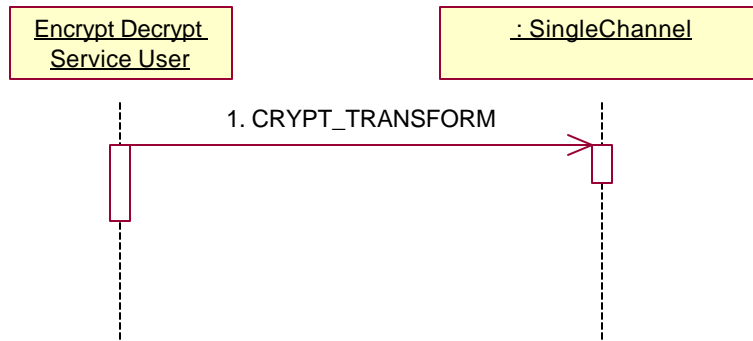 Encrypt Decrypt
Service User
: SingleChannel
1. CRYPT_TRANSFORM